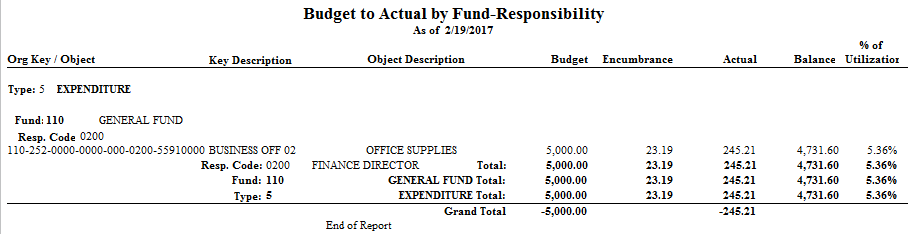 Budget to Actual by Fund-Responsibility
As of 2/19/2017
% of
Org Key / Object Key Description Object Description Budget Encumbrance Actual Balance Utilization
Type: 5 EXPENDITURE
Fund: 110 GENERAL FUND
Resp. Code 0200
110-252-0000-0000-000-0200-55910000 BUSINESS OFF 02 OFFICE SUPPLIES 5,000.00 23.19 245.21 4,731.60 5.36%
Resp. Code: 0200 FINANCE DIRECTOR Total: 5,000.00 23.19 245.21 4,731.60 5.36%
Fund: 110 GENERAL FUND Total: 5,000.00 23.19 245.21 4,731.60 5.36%
Type: 5 EXPENDITURE Total: 5,000.00 23.19 245.21 4,731.60 5.36%
Grand Total -5,000.00 -245.21
End of Report